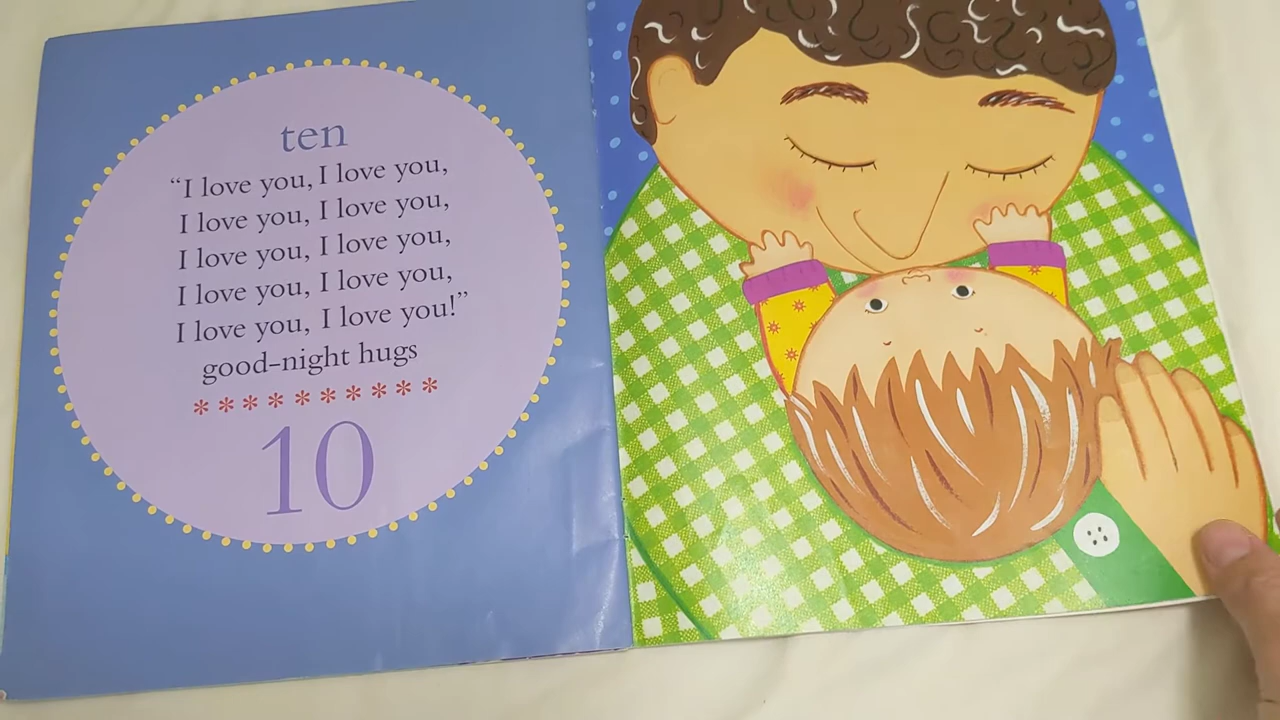 ten
“I love you, I love you,
I love you, I love you,
I love you, I love you,
I love you, I love you,
I love you, I love you!”
good-night hugs
* * * * * * * * * *
10